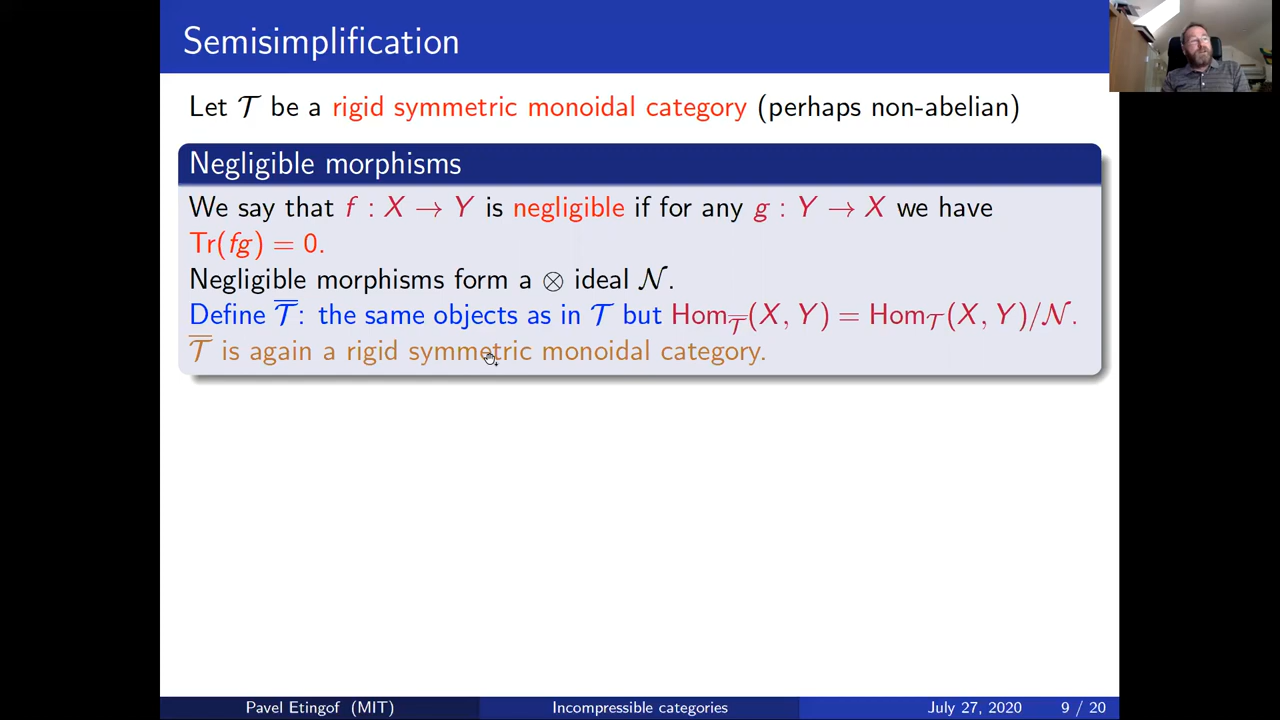 Semisimplification
Let 𝒯 be a rigid symmetric monoidal category (perhaps non-abelian)
Negligible morphisms
We say that f : X → Y is negligible if for any g : Y → X we have
Tr(fg) = 0.
Negligible morphisms form a ⊗ ideal 𝒩.
Define 𝒯̅: the same objects as in 𝒯 but Hom_𝒯̅(X, Y) = Hom_𝒯(X, Y)/𝒩.
𝒯̅ is again a rigid symmetric monoidal category.
Pavel Etingof (MIT) Incompressible categories July 27, 2020 9 / 20